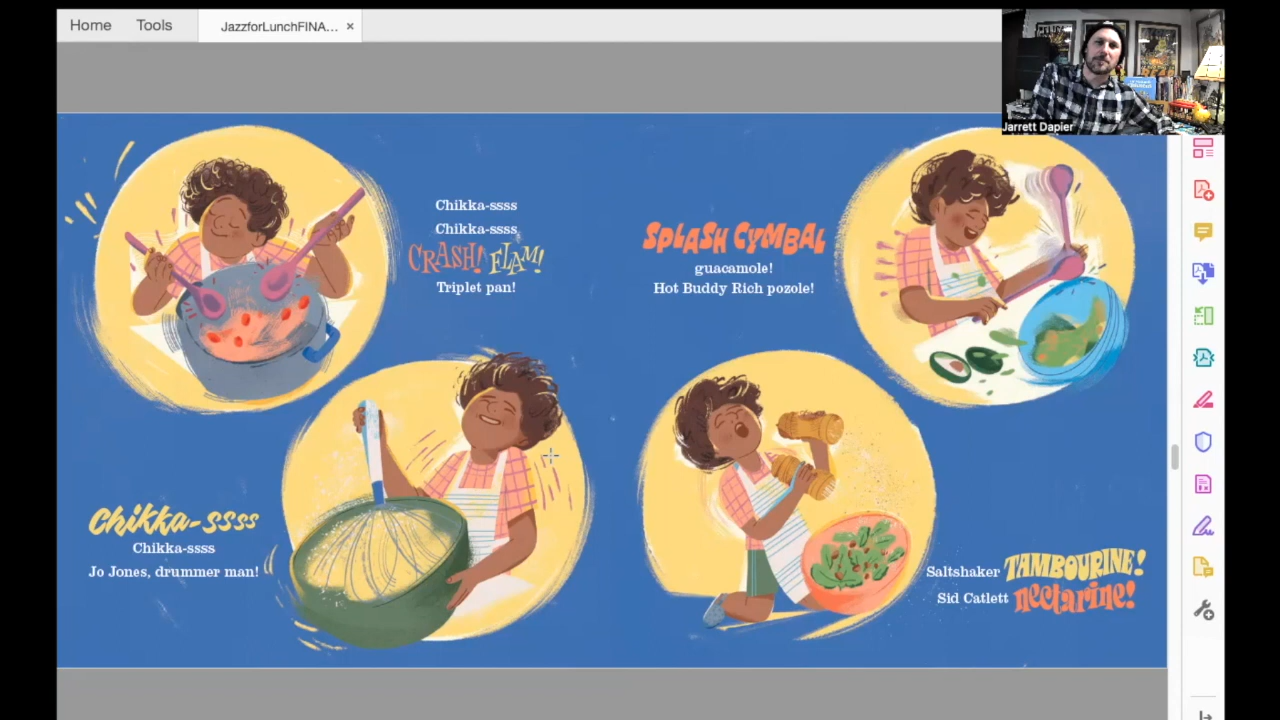 Home Tools JazzforLunchFINA... ×
Jarrett Dapier
Chikka-ssss
Chikka-ssss
CRASH! FLAM!
Triplet pan!
SPLASH CYMBAL
guacamole!
Hot Buddy Rich pozole!
Chikka-ssss
Chikka-ssss
Jo Jones, drummer man!
Saltshaker TAMBOURINE!
Sid Catlett nectarine!